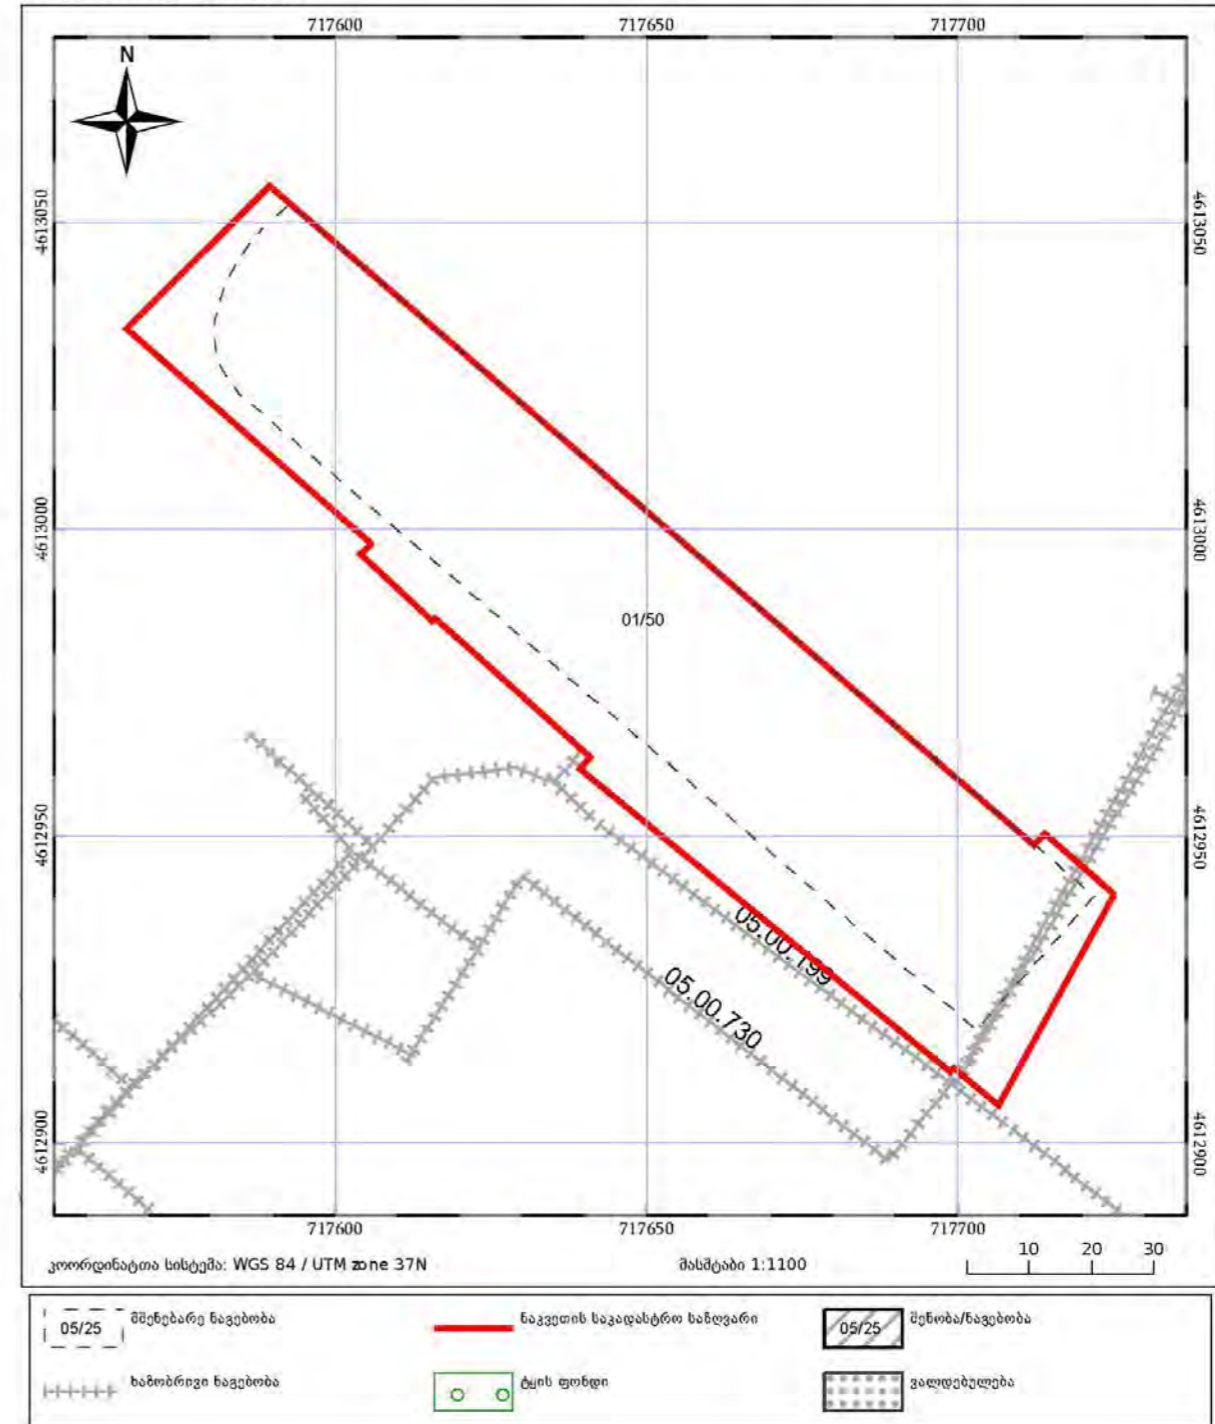 717600 717650 717700
N
4613050 4613050
4613000 4613000
01/50
4612950 4612950
05.00.199
05.00.730
4612900 4612900
717600 717650 717700
კოორდინატთა სისტემა: WGS 84 / UTM zone 37N მასშტაბი 1:1100 10 20 30
05/25 მშენებარე ნაგებობა ნაკვეთის საკადასტრო საზღვარი 05/25 შენობა/ნაგებობა
ხაზობრივი ნაგებობა ტყის ფონდი ვალდებულება